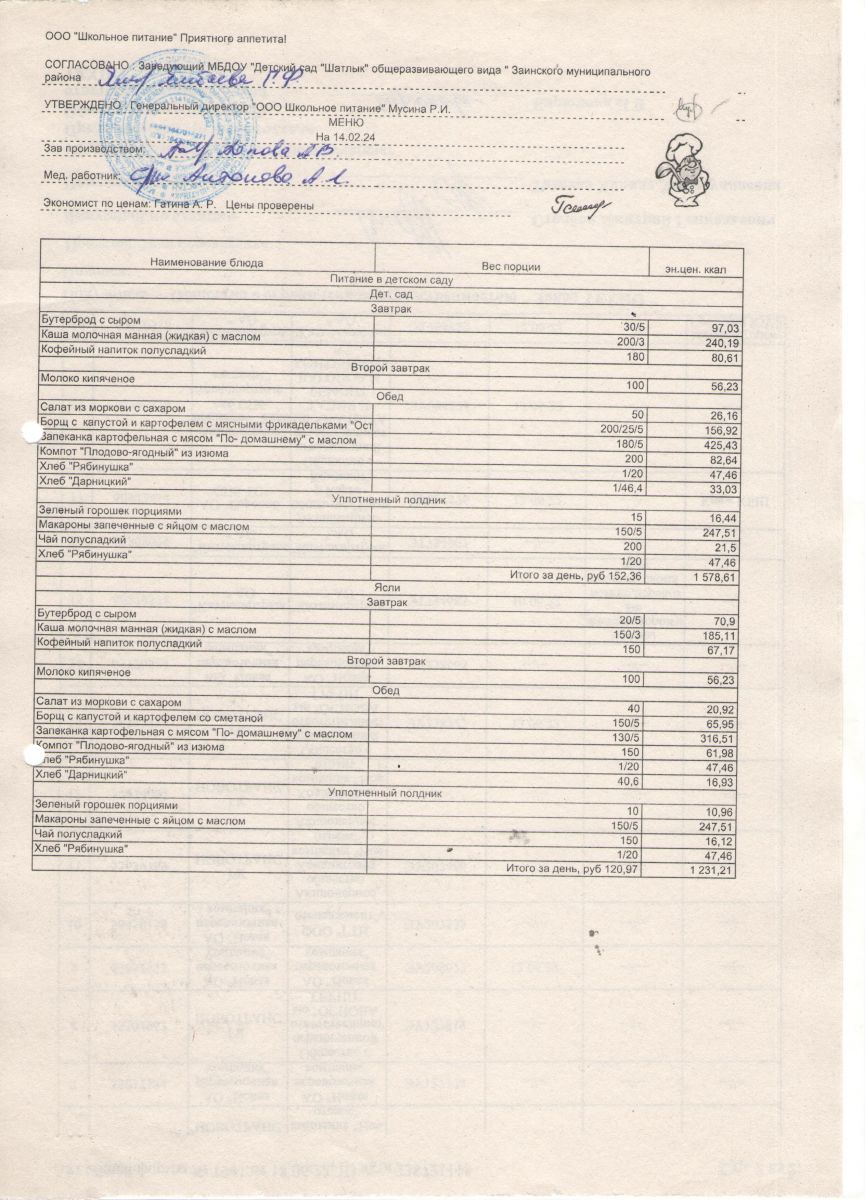 ООО "Школьное питание" Приятного аппетита!
СОГЛАСОВАНО : Заведующий МБДОУ "Детский сад "Шатлык" общеразвивающего вида " Заинского муниципального
района
УТВЕРЖДЕНО : Генеральный директор "ООО Школьное питание" Мусина Р.И.
МЕНЮ
На 14.02.24
Зав производством:
Мед. работник: Антонова А.
Экономист по ценам: Гатина А. Р. Цены проверены
Наименование блюда Вес порции эн.цен. ккал
Питание в детском саду
Дет. сад
Завтрак
Бутерброд с сыром 30/5 97,03
Каша молочная манная (жидкая) с маслом 200/3 240,19
Кофейный напиток полусладкий 180 80,61
Второй завтрак
Молоко кипяченое 100 56,23
Обед
Салат из моркови с сахаром 50 26,16
Борщ с капустой и картофелем с мясными фрикадельками "Ост 200/25/5 156,92
Запеканка картофельная с мясом "По- домашнему" с маслом 180/5 425,43
Компот "Плодово-ягодный" из изюма 200 82,64
Хлеб "Рябинушка" 1/20 47,46
Хлеб "Дарницкий" 1/46,4 33,03
Уплотненный полдник
Зеленый горошек порциями 15 16,44
Макароны запеченные с яйцом с маслом 150/5 247,51
Чай полусладкий 200 21,5
Хлеб "Рябинушка" 1/20 47,46
Итого за день, руб 152,36 1 578,61
Ясли
Завтрак
Бутерброд с сыром 20/5 70,9
Каша молочная манная (жидкая) с маслом 150/3 185,11
Кофейный напиток полусладкий 150 67,17
Второй завтрак
Молоко кипяченое 100 56,23
Обед
Салат из моркови с сахаром 40 20,92
Борщ с капустой и картофелем со сметаной 150/5 65,95
Запеканка картофельная с мясом "По- домашнему" с маслом 130/5 316,51
Компот "Плодово-ягодный" из изюма 150 61,98
Хлеб "Рябинушка" 1/20 47,46
Хлеб "Дарницкий" 40,6 16,93
Уплотненный полдник
Зеленый горошек порциями 10 10,96
Макароны запеченные с яйцом с маслом 150/5 247,51
Чай полусладкий 150 16,12
Хлеб "Рябинушка" 1/20 47,46
Итого за день, руб 120,97 1 231,21